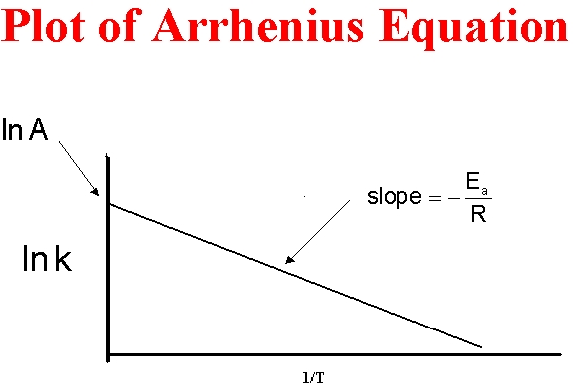 Plot of Arrhenius Equation
ln A
slope = - Ea/R
ln k
1/T